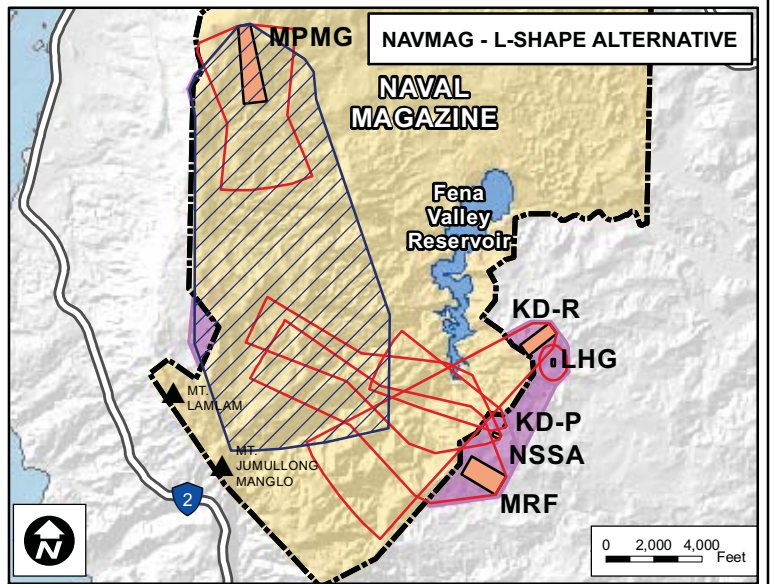 MPMG
NAVMAG - L-SHAPE ALTERNATIVE
NAVAL
MAGAZINE
Fena
Valley
Reservoir
KD-R
LHG
MT.
LAMLAM
KD-P
NSSA
MT.
JUMULLONG
MANGLO
MRF
2
N
0 2,000 4,000
Feet